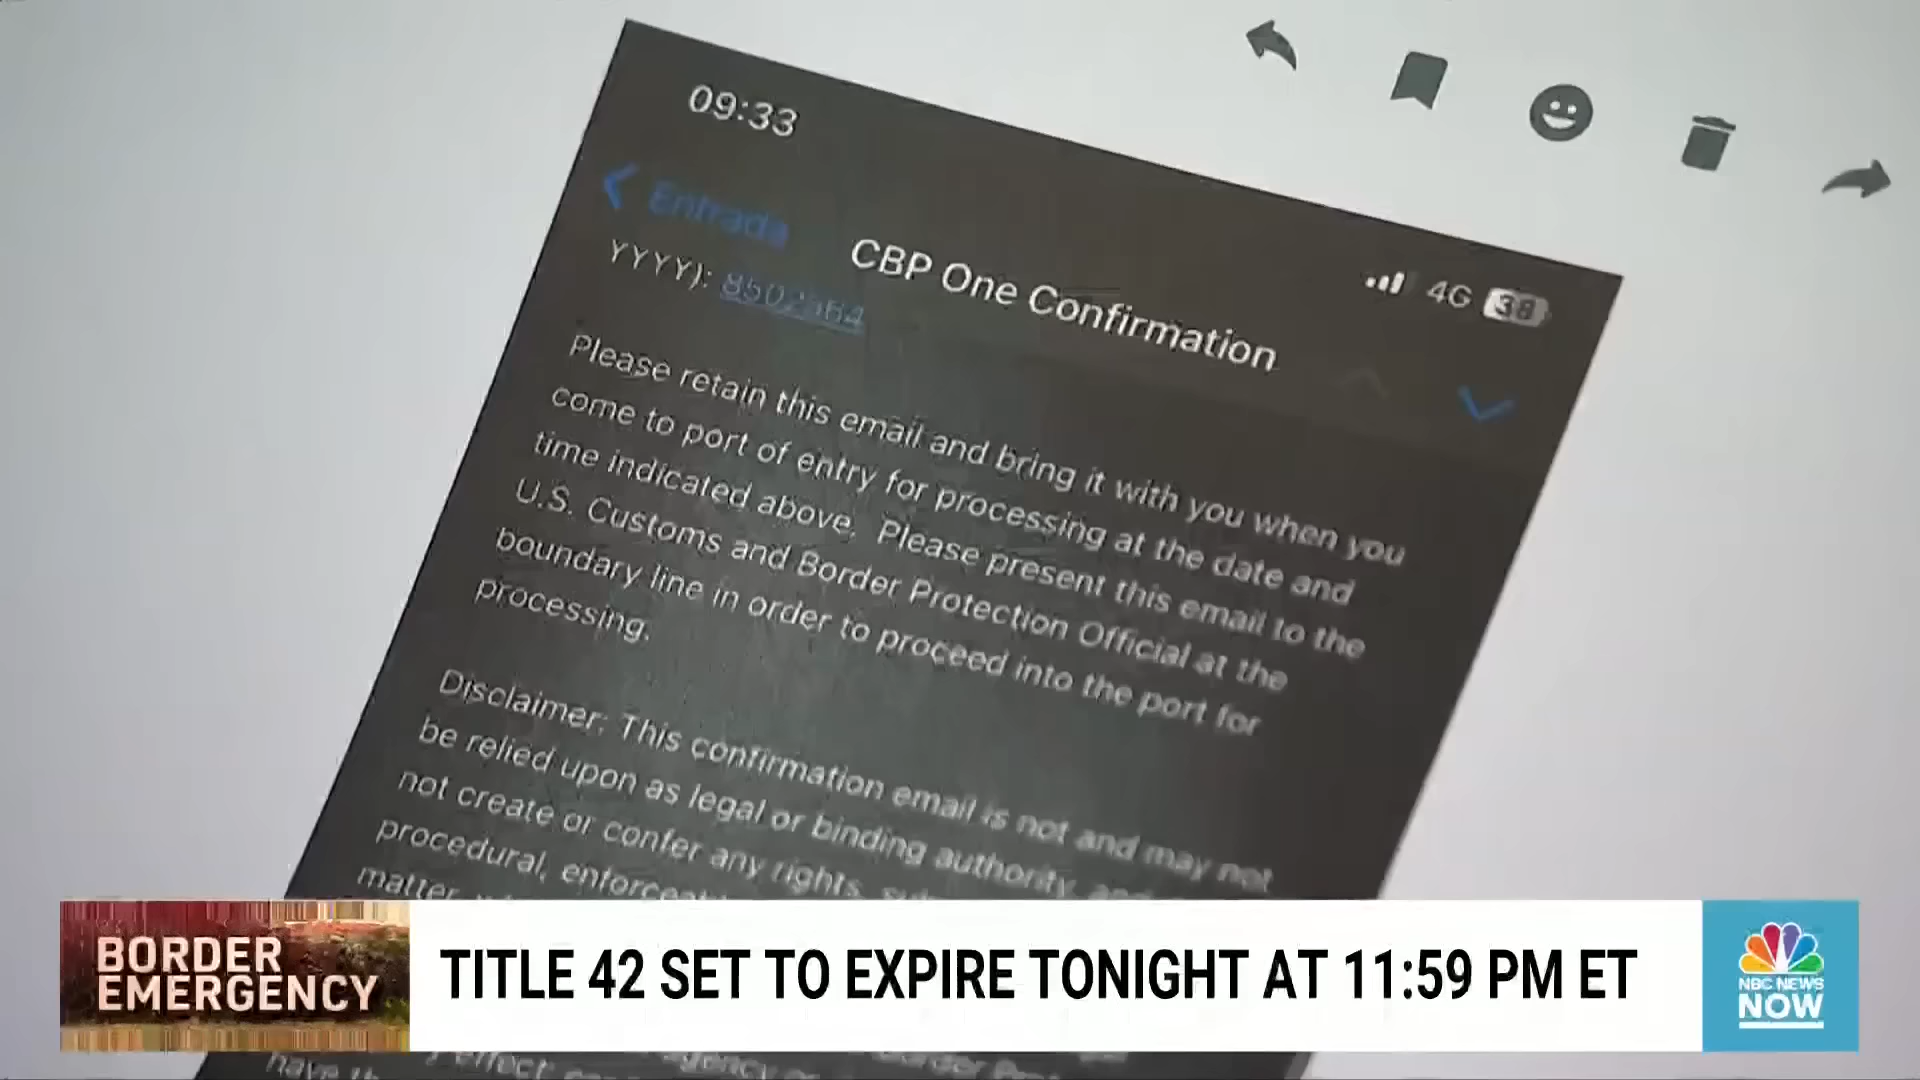 09:33
4G 38
Entrada
CBP One Confirmation
YYYY):
Please retain this email and bring it with you when you
come to port of entry for processing at the date and
time indicated above. Please present this email to the
U.S. Customs and Border Protection Official at the
boundary line in order to proceed into the port for
processing.
Disclaimer: This confirmation email is not and may not
be relied upon as legal or binding authority, and
not create or confer any rights,
procedural,
matter
have
BORDER
EMERGENCY
TITLE 42 SET TO EXPIRE TONIGHT AT 11:59 PM ET
NBC NEWS
NOW